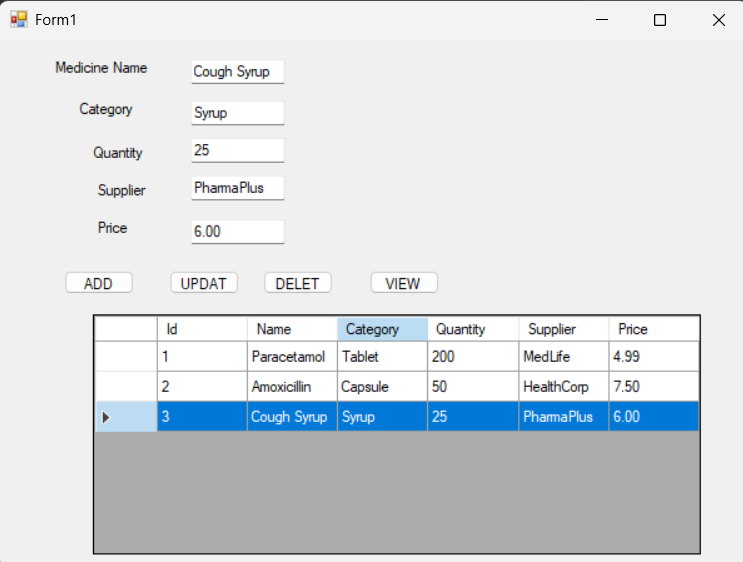 Form1
Medicine Name Cough Syrup
Category Syrup
Quantity 25
Supplier PharmaPlus
Price 6.00
ADD UPDAT DELET VIEW
Id Name Category Quantity Supplier Price
1 Paracetamol Tablet 200 MedLife 4.99
2 Amoxicillin Capsule 50 HealthCorp 7.50
3 Cough Syrup Syrup 25 PharmaPlus 6.00